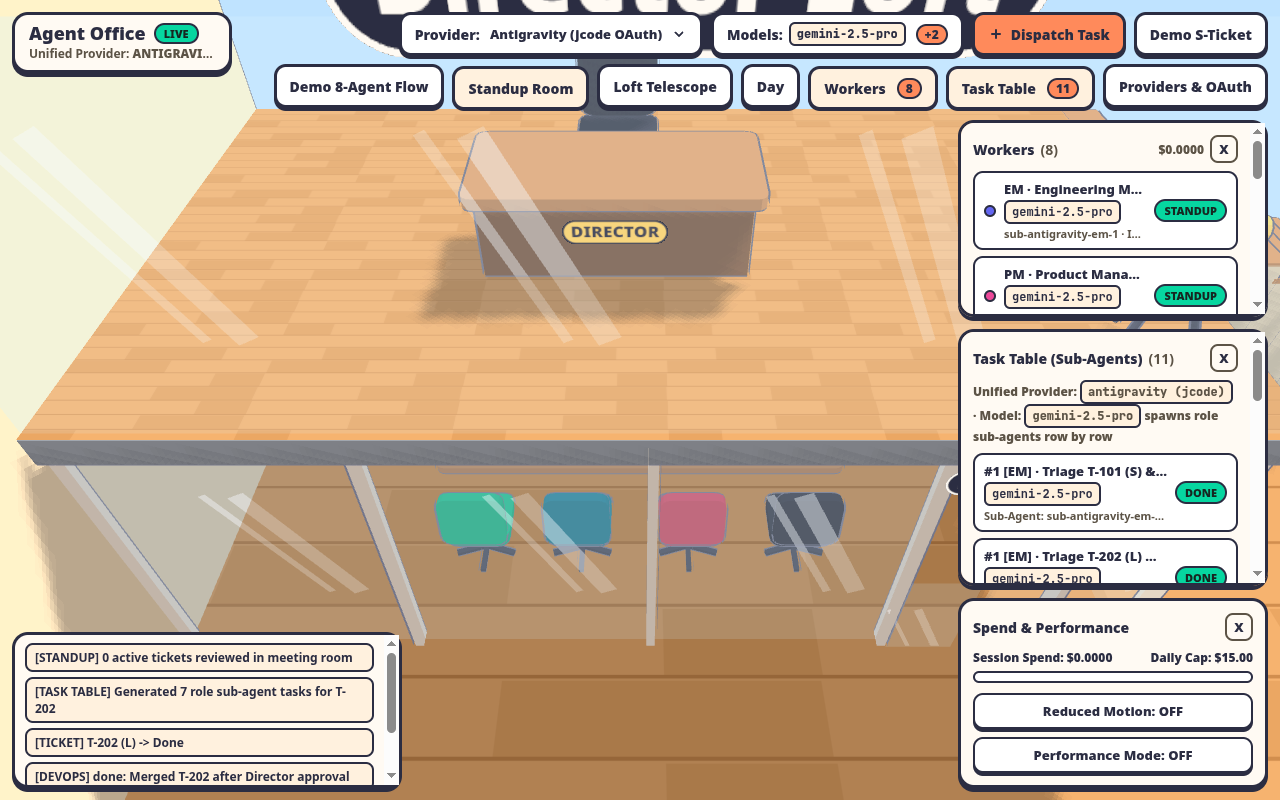 Director Loft
Agent Office LIVE
Unified Provider: ANTIGRAVI...
Provider: Antigravity (jcode OAuth)
Models: gemini-2.5-pro +2
+ Dispatch Task
Demo S-Ticket
Demo 8-Agent Flow
Standup Room
Loft Telescope
Day
Workers 8
Task Table 11
Providers & OAuth
DIRECTOR
Workers (8) $0.0000 X
EM · Engineering M...
gemini-2.5-pro STANDUP
sub-antigravity-em-1 · I...
PM · Product Mana...
gemini-2.5-pro STANDUP
Task Table (Sub-Agents) (11) X
Unified Provider: antigravity (jcode)
· Model: gemini-2.5-pro spawns role
sub-agents row by row
#1 [EM] · Triage T-101 (S) &...
gemini-2.5-pro DONE
Sub-Agent: sub-antigravity-em-...
#1 [EM] · Triage T-202 (L) ...
gemini-2.5-pro DONE
Spend & Performance X
Session Spend: $0.0000 Daily Cap: $15.00
Reduced Motion: OFF
Performance Mode: OFF
[STANDUP] 0 active tickets reviewed in meeting room
[TASK TABLE] Generated 7 role sub-agent tasks for T-
202
[TICKET] T-202 (L) -> Done
[DEVOPS] done: Merged T-202 after Director approval